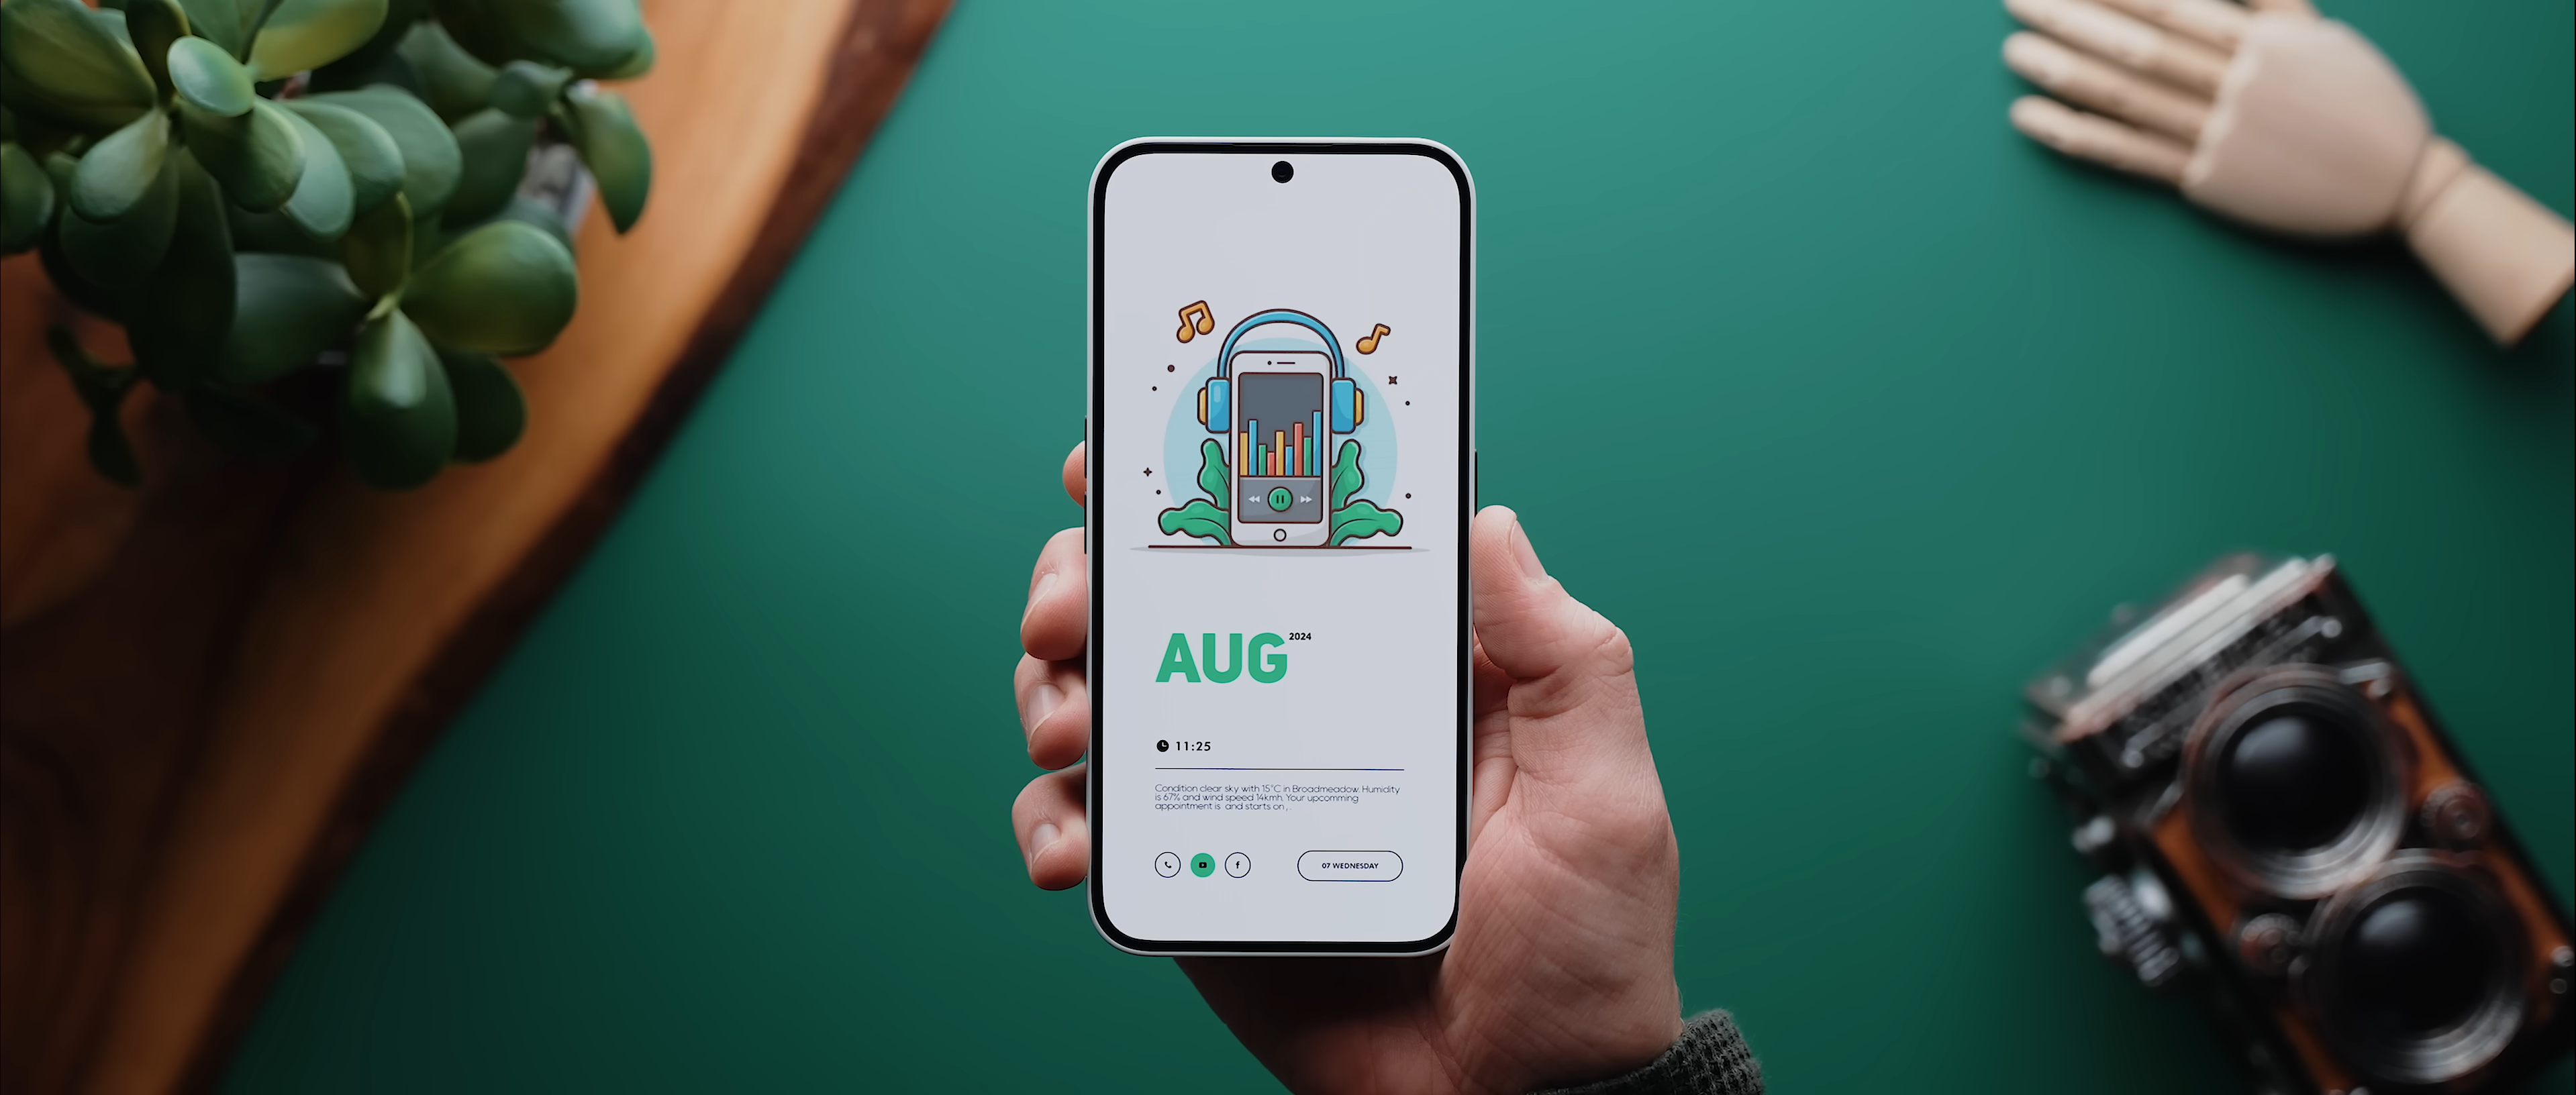 AUG 2024
11:25
Condition clear sky with 15°C in Broadmeadow. Humidity
is 67% and wind speed 14kmh. Your upcomming
appointment is  and starts on , .
07 WEDNESDAY